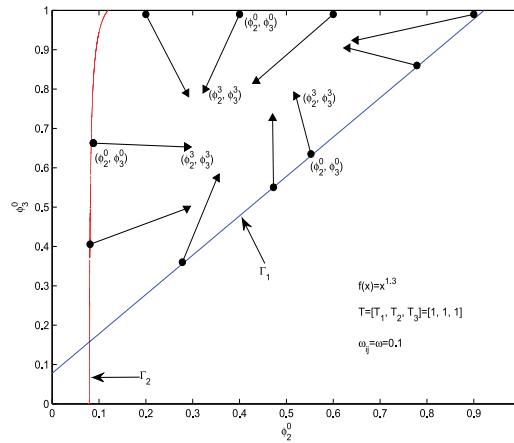 1
0.9
0.8
0.7
0.6
0.5
0.4
0.3
0.2
0.1
0
ϕ₃⁰
(ϕ₂⁰, ϕ₃⁰)
(ϕ₂³, ϕ₃³)
(ϕ₂³, ϕ₃³)
(ϕ₂⁰, ϕ₃⁰)
(ϕ₂³, ϕ₃³)
(ϕ₂⁰, ϕ₃⁰)
Γ₁
f(x)=x^1.3
T=[T₁, T₂, T₃]=[1, 1, 1]
ω_ij=ω=0.1
Γ₂
0 0.1 0.2 0.3 0.4 0.5 0.6 0.7 0.8 0.9 1
ϕ₂⁰